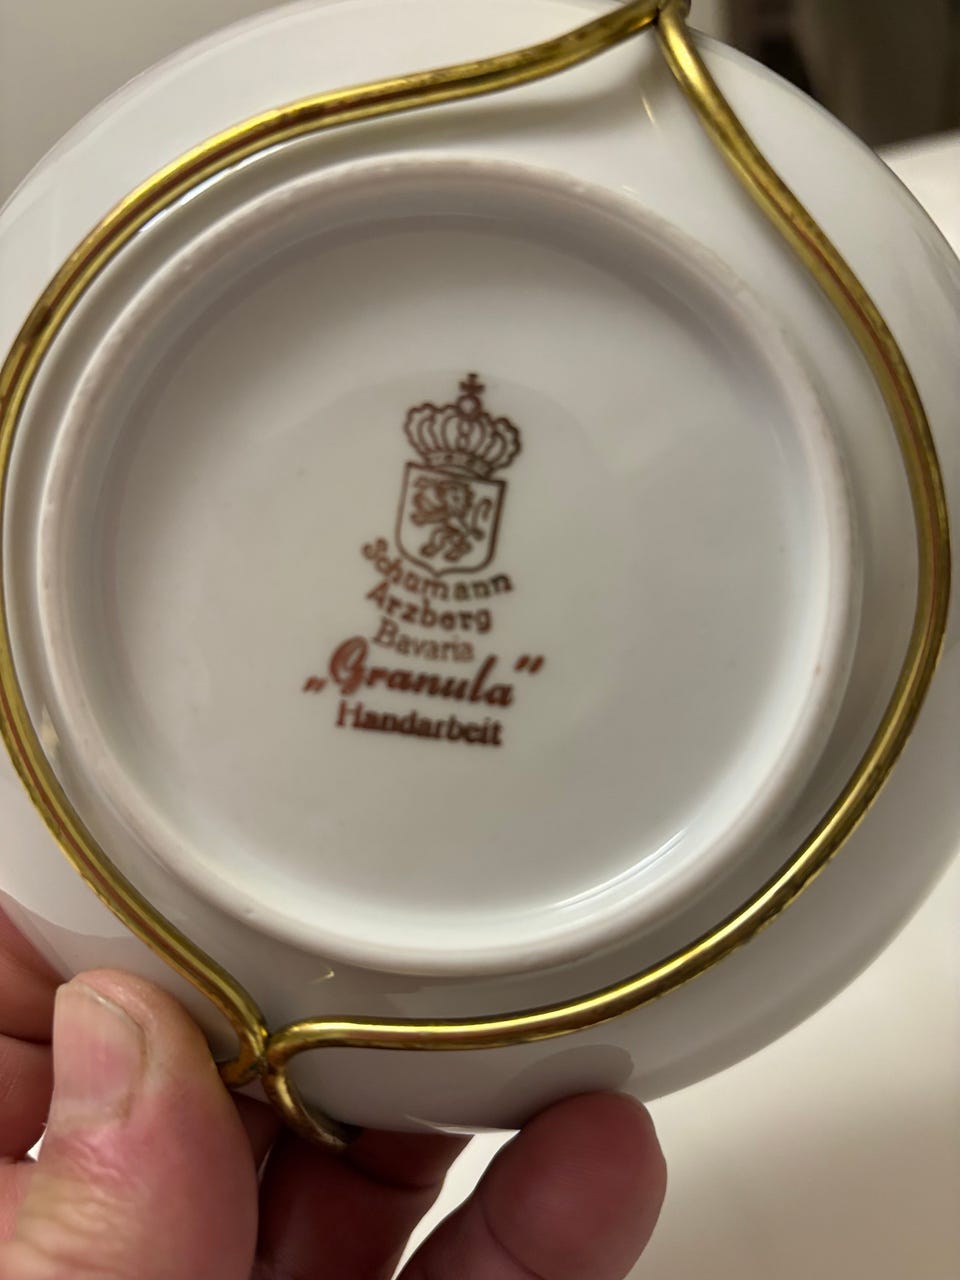 Schumann
Arzberg
Bavaria
„Granula”
Handarbeit